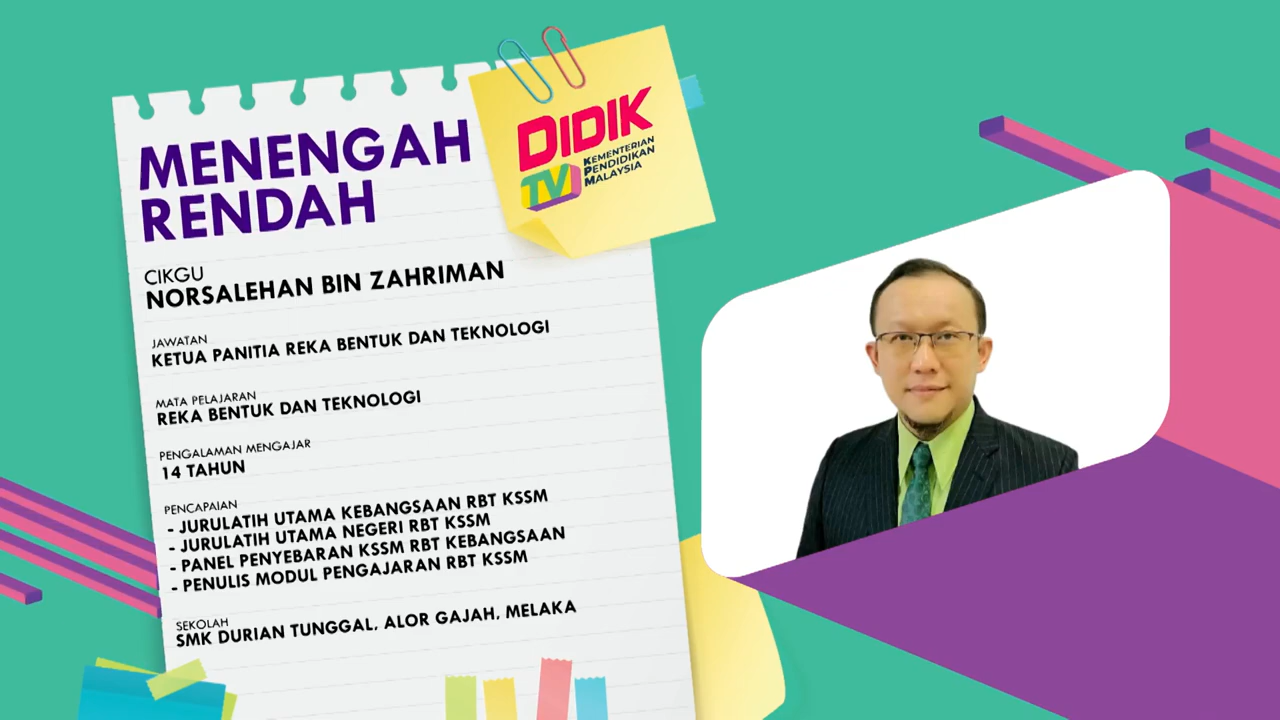 MENENGAH
RENDAH
DIDIK
TV
KEMENTERIAN
PENDIDIKAN
MALAYSIA
CIKGU
NORSALEHAN BIN ZAHRIMAN
JAWATAN
KETUA PANITIA REKA BENTUK DAN TEKNOLOGI
MATA PELAJARAN
REKA BENTUK DAN TEKNOLOGI
PENGALAMAN MENGAJAR
14 TAHUN
PENCAPAIAN
- JURULATIH UTAMA KEBANGSAAN RBT KSSM
- JURULATIH UTAMA NEGERI RBT KSSM
- PANEL PENYEBARAN KSSM RBT KEBANGSAAN
- PENULIS MODUL PENGAJARAN RBT KSSM
SEKOLAH
SMK DURIAN TUNGGAL, ALOR GAJAH, MELAKA